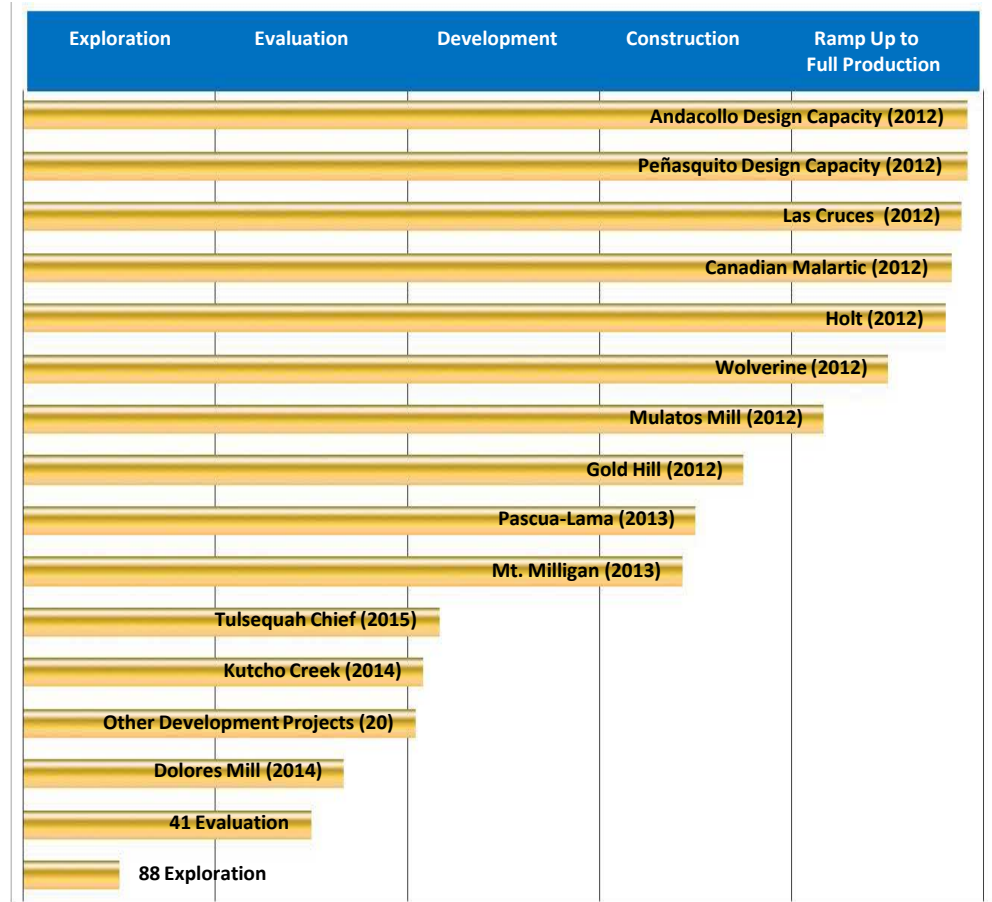 Exploration
Evaluation
Development
Construction
Ramp Up to
Full Production
Andacollo Design Capacity (2012)
Peñasquito Design Capacity (2012)
Las Cruces (2012)
Canadian Malartic (2012)
Holt (2012)
Wolverine (2012)
Mulatos Mill (2012)
Gold Hill (2012)
Pascua-Lama (2013)
Mt. Milligan (2013)
Tulsequah Chief (2015)
Kutcho Creek (2014)
Other Development Projects (20)
Dolores Mill (2014)
41 Evaluation
88 Exploration